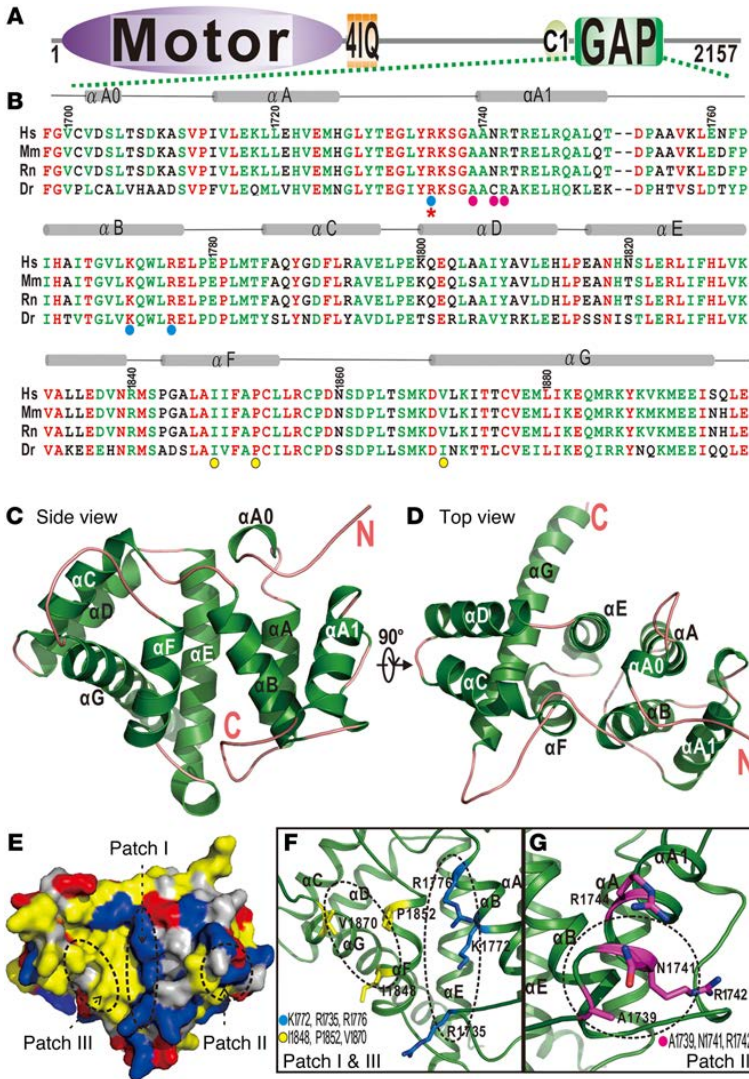 A
1 Motor 4IQ C1 GAP 2157
B
αA0 αA αA1
1700 1720 1740 1760
Hs FGVCVDSLTSDKASVPIVLEKLLEHVEMHGLYTEGLYRKSGAANRTRELRQALQT--DPAAVKLENFP
Mm FGVCVDSLTSDKASVPIVLEKLLEHVEMHGLYTEGLYRKSGAANRTRELRQALQT--DPATVKLEDFP
Rn FGVCVDSLTSDKASVPIVLEKLLEHVEMHGLYTEGLYRKSGAANRTRELRQALQT--DPAAVKLEDFP
Dr FGVPLCALVHADASVPFVLEQMLVHVEMNGLYTEGIYRKSGAACRAKELHQKLEK--DPHTVSLDTYP
*
αB αC αD αE
1780 1800 1820
Hs IHAITGVLKQWLRELPEPLMTFAQYGDFLRAVELPEKQEQLAAIYAVLEHLPEANHNSLERLIFHLVK
Mm IHAITGVLKQWLRELPEPLMTFAQYGDFLRAVELPEKQEQLAAIYAVLDHLPEANHTSLERLIFHLVK
Rn IHAITGVLKQWLRELPEPLMTFAQYGDFLRAVELPEKQEQLAAIYAVLDHLPEANHTSLERLIFHLVK
Dr IHTVTGVVKQWLRELPDPLMTYSLYNDFLYAVDLPESSERLRAVYRKLEELPSSNISTLERLIFHLVK
αF αG
1840 1860 1880
Hs VALLEDVNRMSPGALAIIFAPCLLRCPDNSDPLTSMKDVLKITTCVEMLIKEQMRKYKVKMEEISQLE
Mm VALLEDVNRMSPGALAIIFAPCLLRCPDNSDPLTSMKDVLKITTCVEMLIKEQMRKYKMKMEEINHLE
Rn VALLEDVNRMSPGALAIIFAPCLLRCPDNSDPLTSMKDVLKITTCVEMLIKEQMRKYKVKMEEINHLE
Dr VAKEEEHNRMSADSLAIVFAPCILRCPDSSDPLLSMKDINKTTLCVEILIKEQIRRYNQKMEEINHLE
C Side view
αA0 N
αC αD αF αE αA αA1
αG αB
C
90°
D Top view
C
αG
αD αE αA
αA0
αC αB
αF αA1
N
E
Patch I
Patch III Patch II
F
αC αD R1776 αA
V1870 P1852 αB
αG K1772
αF
I1848 αE
R1735
K1772, R1735, R1776
I1848, P1852, V1870
Patch I & III
G
αA αA1
R1744
αB
N1741
αE R1742
A1739
A1739, N1741, R1742
Patch II